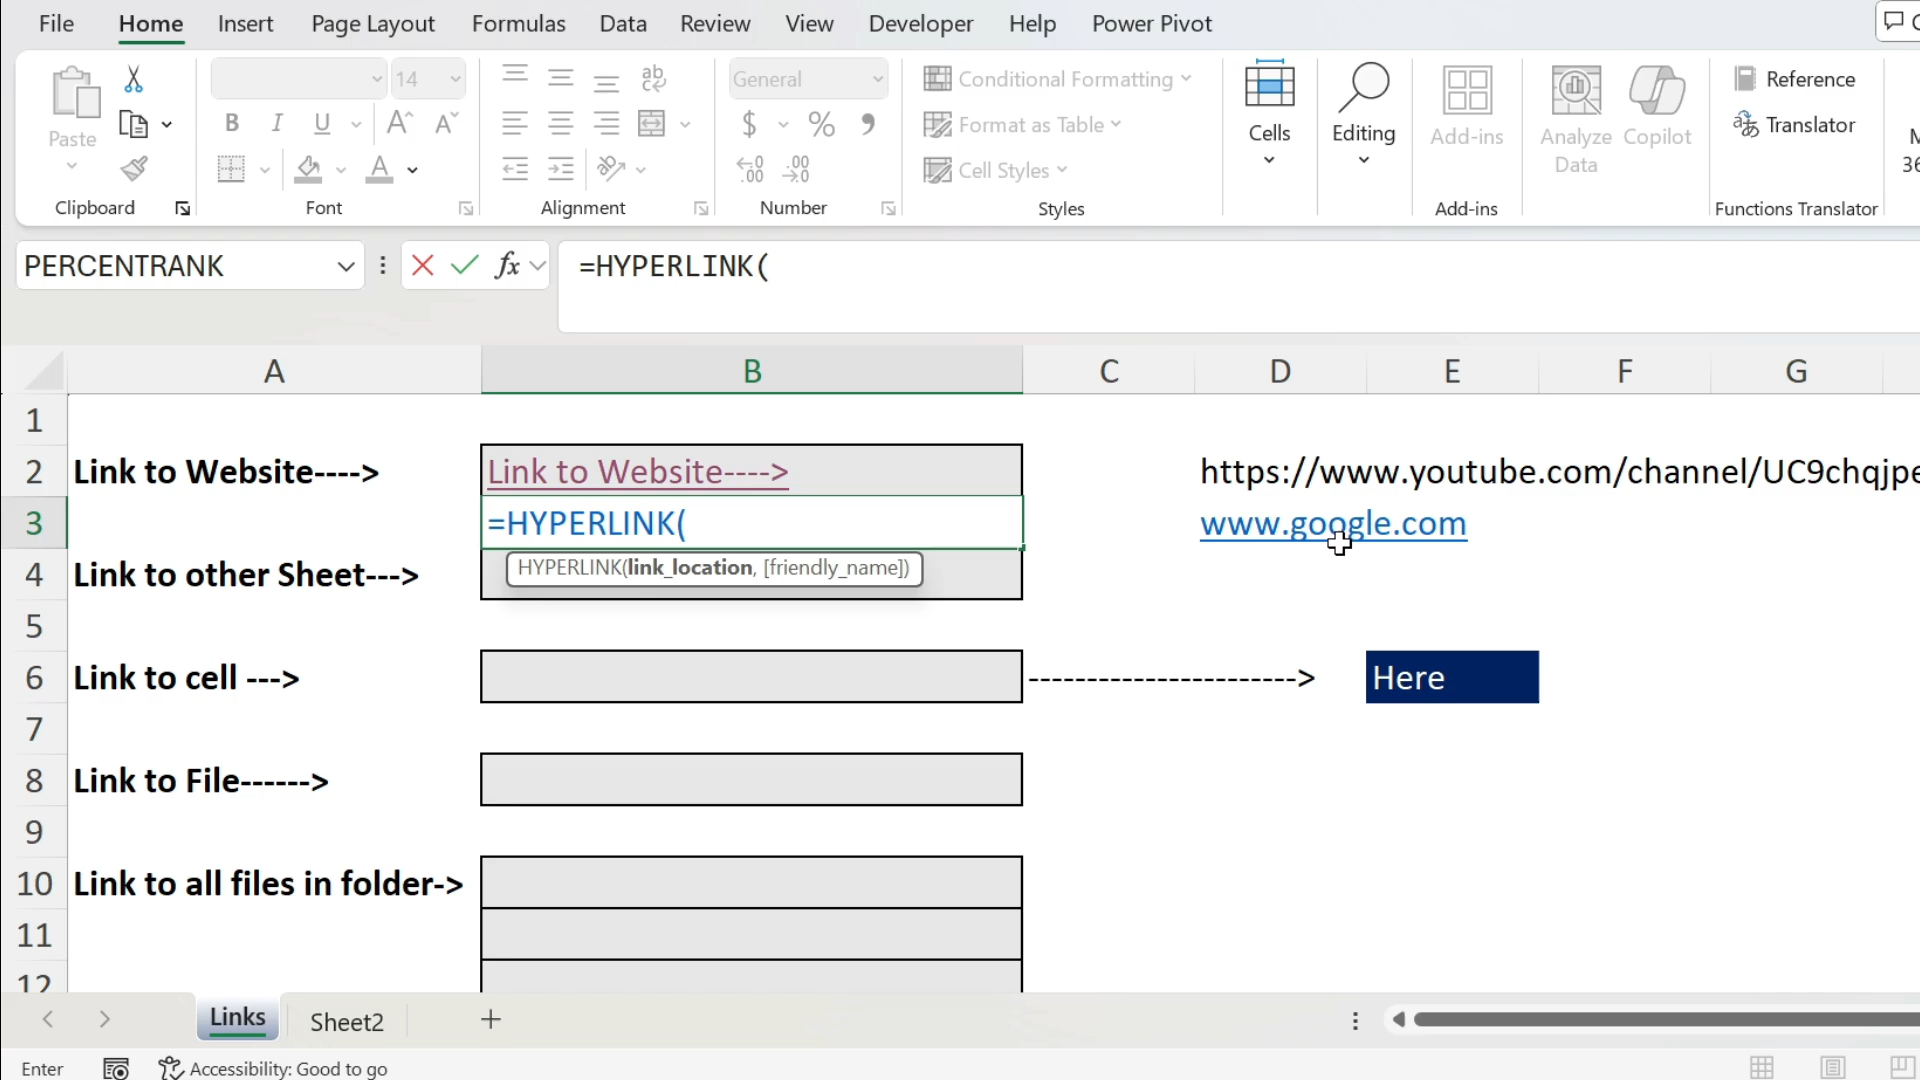 File Home Insert Page Layout Formulas Data Review View Developer Help Power Pivot
14 General Conditional Formatting Reference
Paste Format as Table Cells Editing Add-ins Analyze Data Copilot Translator
Cell Styles
Clipboard Font Alignment Number Styles Add-ins Functions Translator
PERCENTRANK fx =HYPERLINK(
A B C D E F G
1
2 Link to Website----> Link to Website----> https://www.youtube.com/channel/UC9chqjpe
3 =HYPERLINK( www.google.com
HYPERLINK(link_location, [friendly_name])
4 Link to other Sheet--->
5
6 Link to cell ---> ----------------------> Here
7
8 Link to File------>
9
10 Link to all files in folder->
11
12
Links Sheet2
Enter Accessibility: Good to go